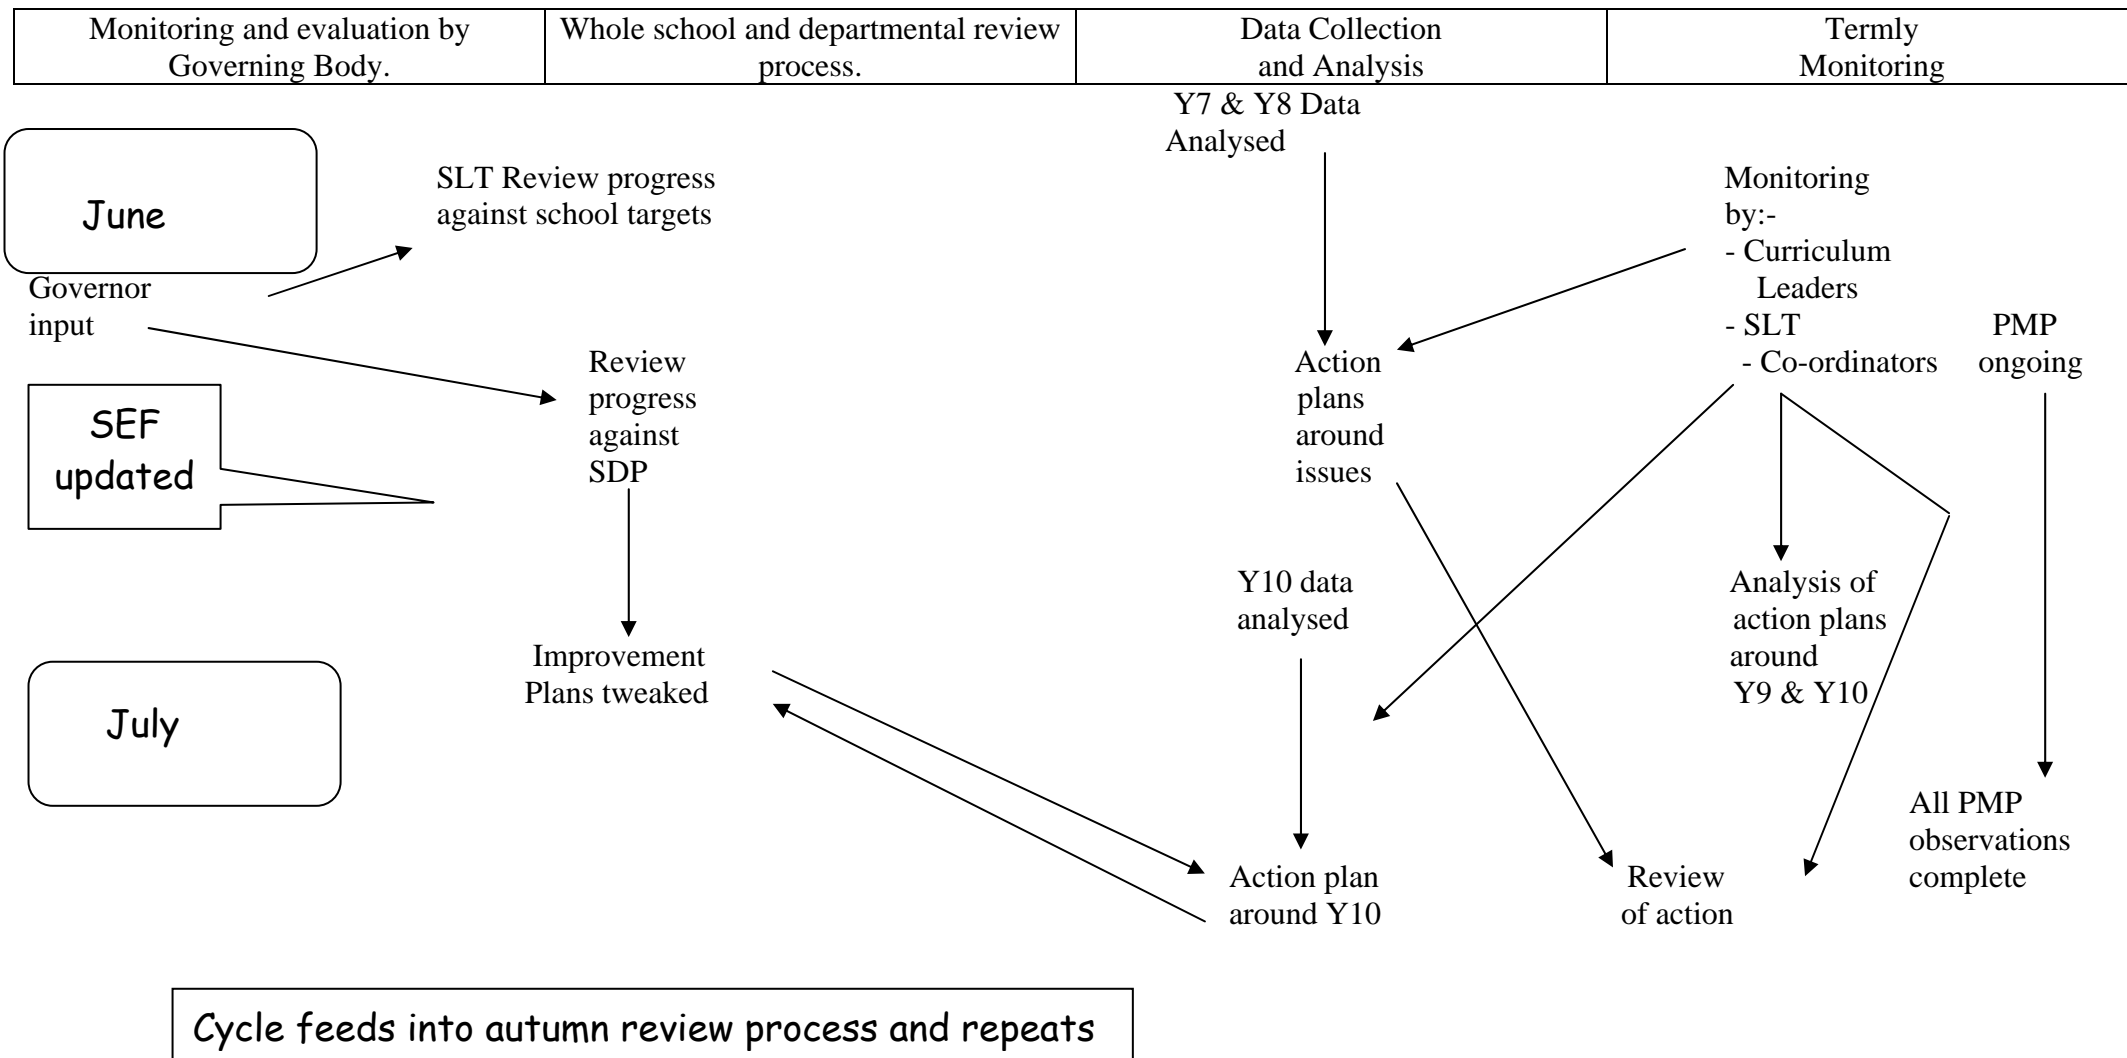 Monitoring and evaluation by
Governing Body.
Whole school and departmental review
process.
Data Collection
and Analysis
Termly
Monitoring
Y7 & Y8 Data
Analysed
June
SLT Review progress
against school targets
Monitoring
by:-
- Curriculum
Leaders
- SLT
- Co-ordinators
PMP
ongoing
Governor
input
Review
progress
against
SDP
Action
plans
around
issues
SEF
updated
Y10 data
analysed
Analysis of
action plans
around
Y9 & Y10
Improvement
Plans tweaked
July
All PMP
observations
complete
Action plan
around Y10
Review
of action
Cycle feeds into autumn review process and repeats